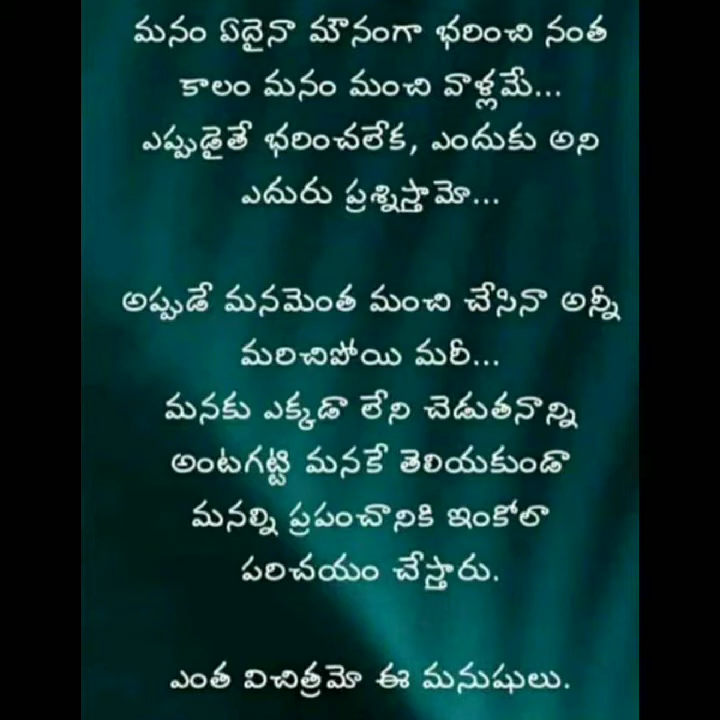 మనం ఏదైనా మౌనంగా భరించి నంత
కాలం మనం మంచి వాళ్లమే...
ఎప్పుడైతే భరించలేక, ఎందుకు అని
ఎదురు ప్రశ్నిస్తామో...
అప్పుడే మనమెంత మంచి చేసినా అన్నీ
మరిచిపోయి మరీ...
మనకు ఎక్కడా లేని చెడుతనాన్ని
అంటగట్టి మనకే తెలియకుండా
మనల్ని ప్రపంచానికి ఇంకోలా
పరిచయం చేస్తారు.
ఎంత విచిత్రమో ఈ మనుషులు.